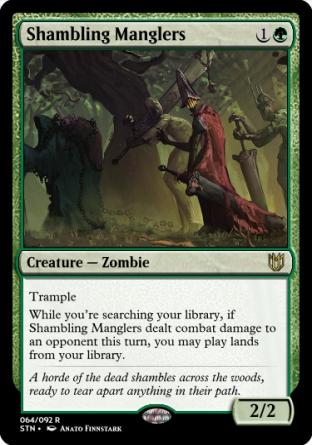 Shambling Manglers 1
Creature — Zombie
Trample
While you're searching your library, if
Shambling Manglers dealt combat damage to
an opponent this turn, you may play lands
from your library.
A horde of the dead shambles across the woods,
ready to tear apart anything in their path.
2/2
064/092 R
STN • Anato Finnstark